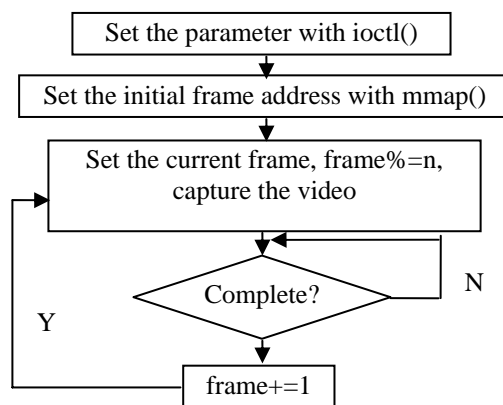 Set the parameter with ioctl()
Set the initial frame address with mmap()
Set the current frame, frame%=n,
capture the video
Complete?
N
Y
frame+=1